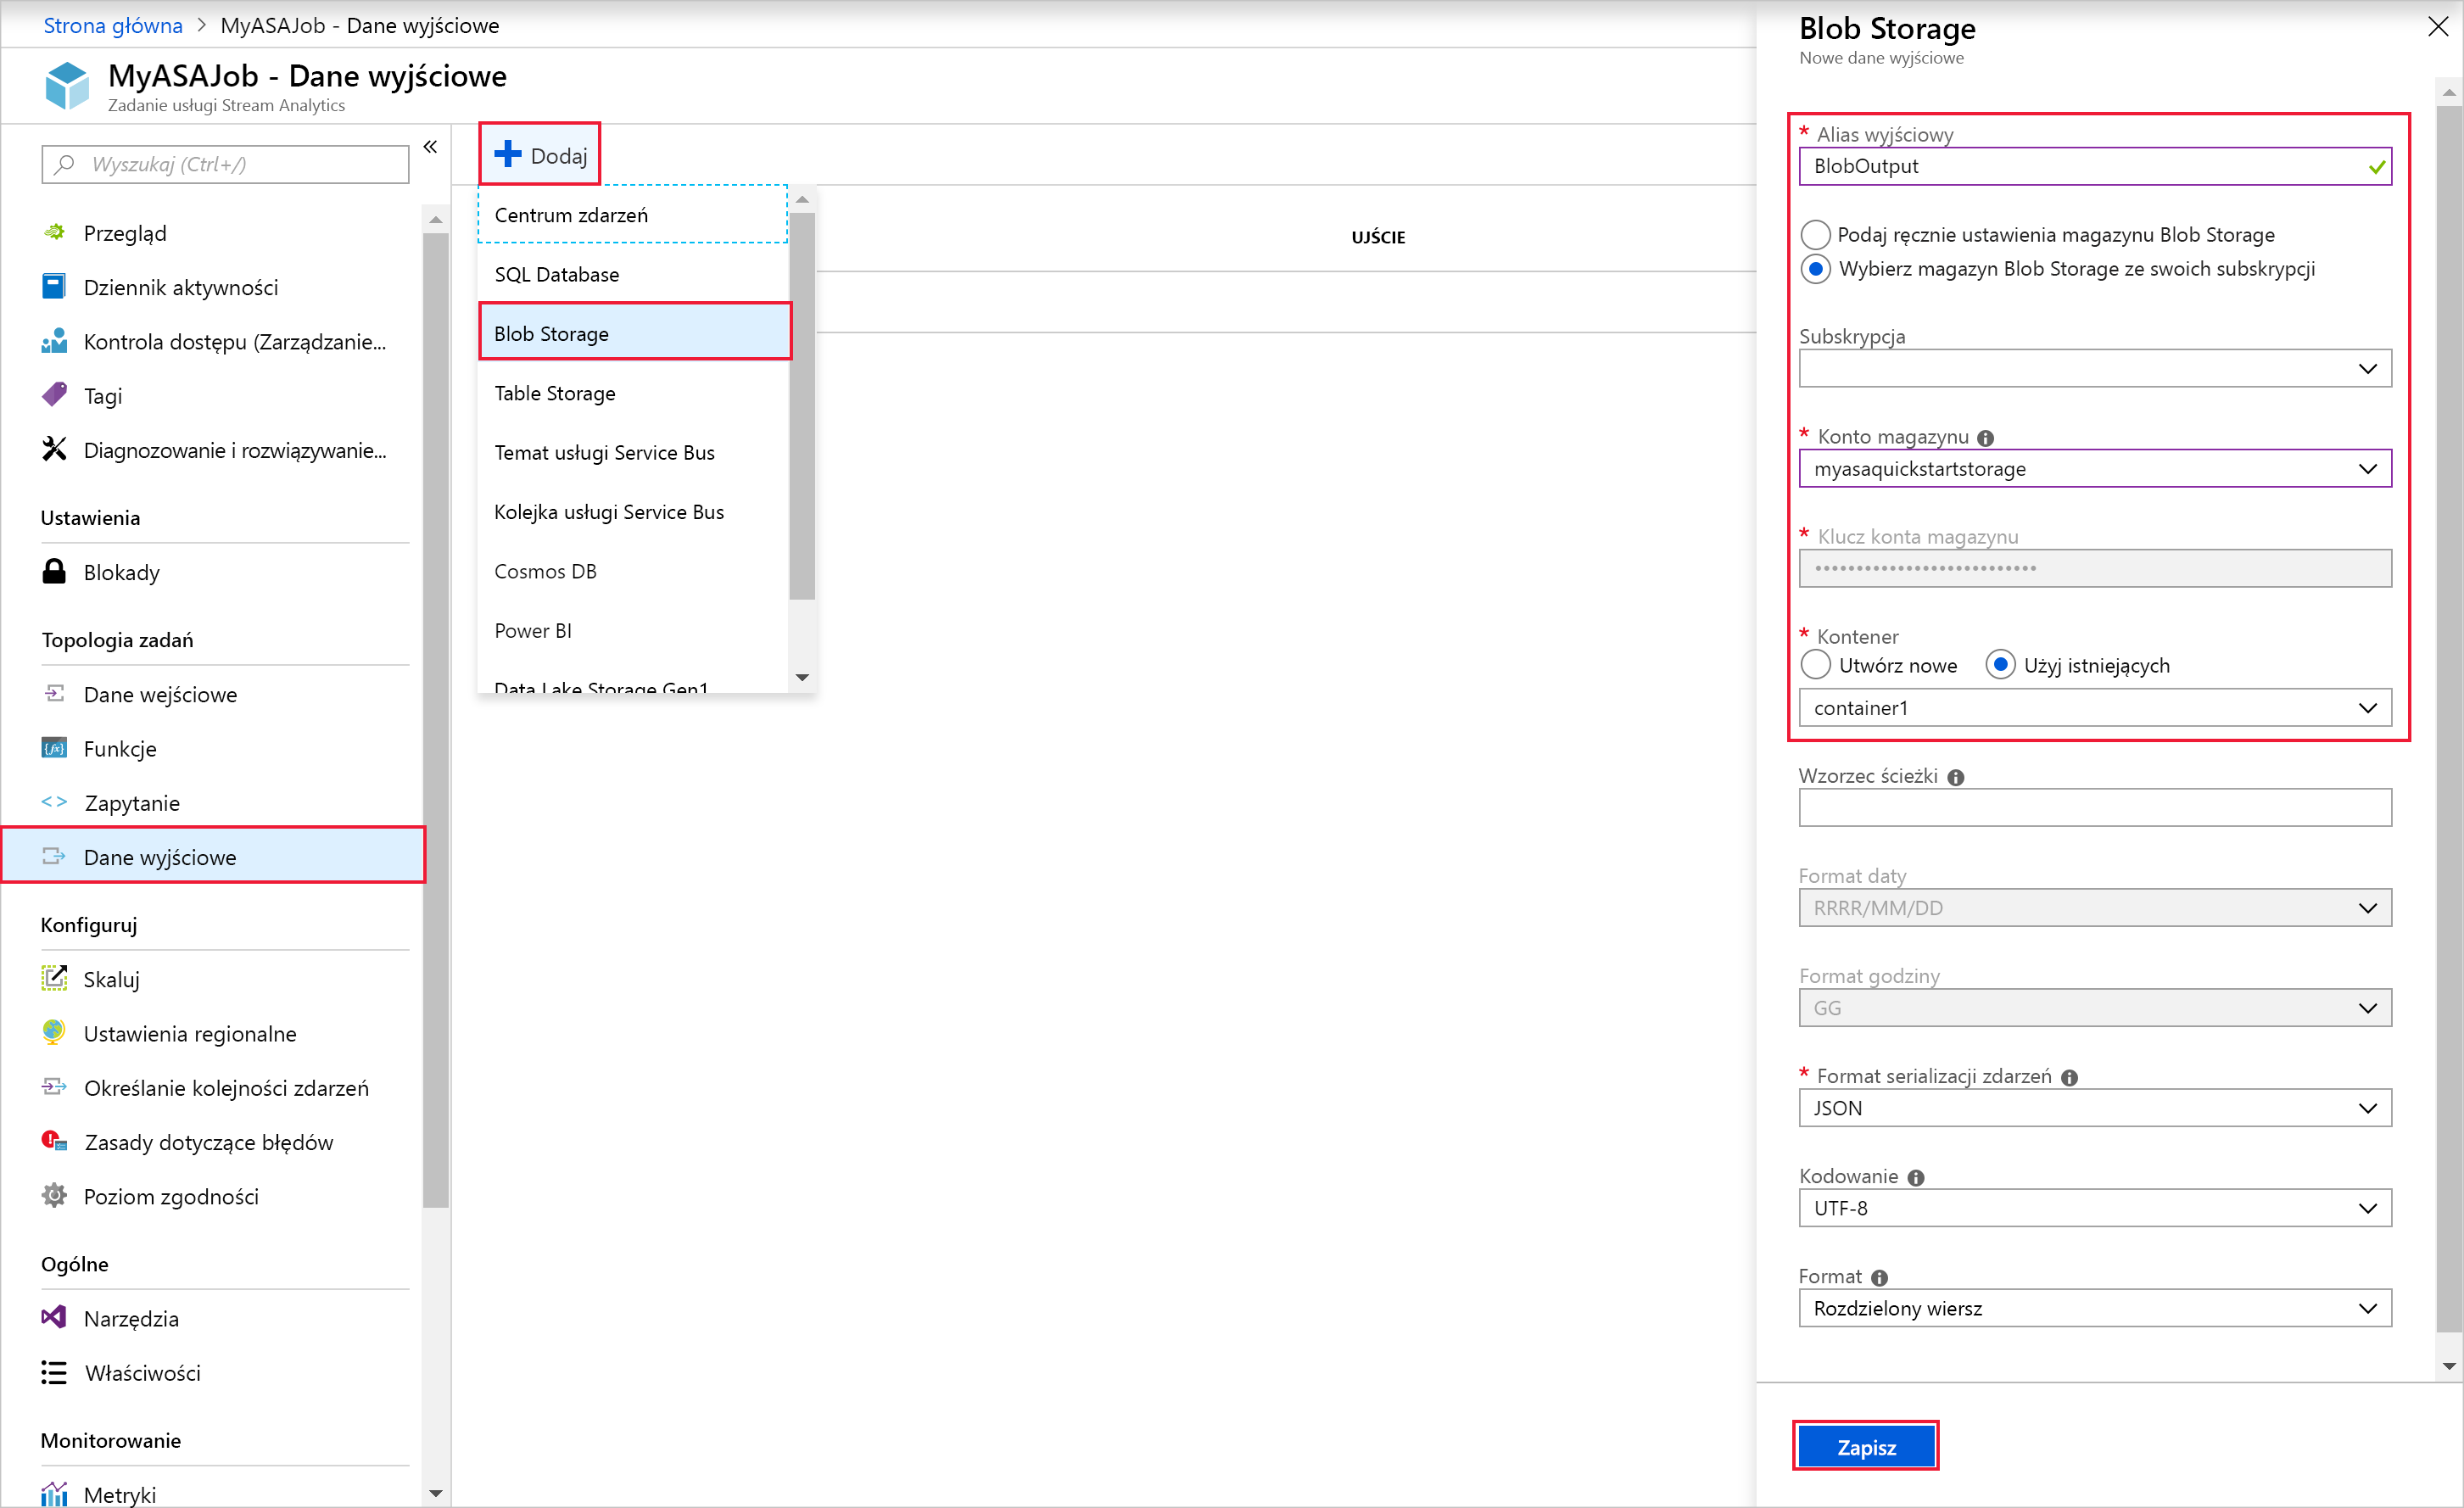 Strona główna > MyASAJob - Dane wyjściowe
MyASAJob - Dane wyjściowe
Zadanie usługi Stream Analytics
Wyszukaj (Ctrl+/)
Przegląd
Dziennik aktywności
Kontrola dostępu (Zarządzanie...
Tagi
Diagnozowanie i rozwiązywanie...
Ustawienia
Blokady
Topologia zadań
Dane wejściowe
Funkcje
Zapytanie
Dane wyjściowe
Konfiguruj
Skaluj
Ustawienia regionalne
Określanie kolejności zdarzeń
Zasady dotyczące błędów
Poziom zgodności
Ogólne
Narzędzia
Właściwości
Monitorowanie
Metryki
Dodaj
Centrum zdarzeń
SQL Database
Blob Storage
Table Storage
Temat usługi Service Bus
Kolejka usługi Service Bus
Cosmos DB
Power BI
Data Lake Storage Gen1
UJŚCIE
Blob Storage
Nowe dane wyjściowe
* Alias wyjściowy
BlobOutput
Podaj ręcznie ustawienia magazynu Blob Storage
Wybierz magazyn Blob Storage ze swoich subskrypcji
Subskrypcja
* Konto magazynu
myasaquickstartstorage
* Klucz konta magazynu
•••••••••••••••••••••••••••
* Kontener
Utwórz nowe Użyj istniejących
container1
Wzorzec ścieżki
Format daty
RRRR/MM/DD
Format godziny
GG
* Format serializacji zdarzeń
JSON
Kodowanie
UTF-8
Format
Rozdzielony wiersz
Zapisz